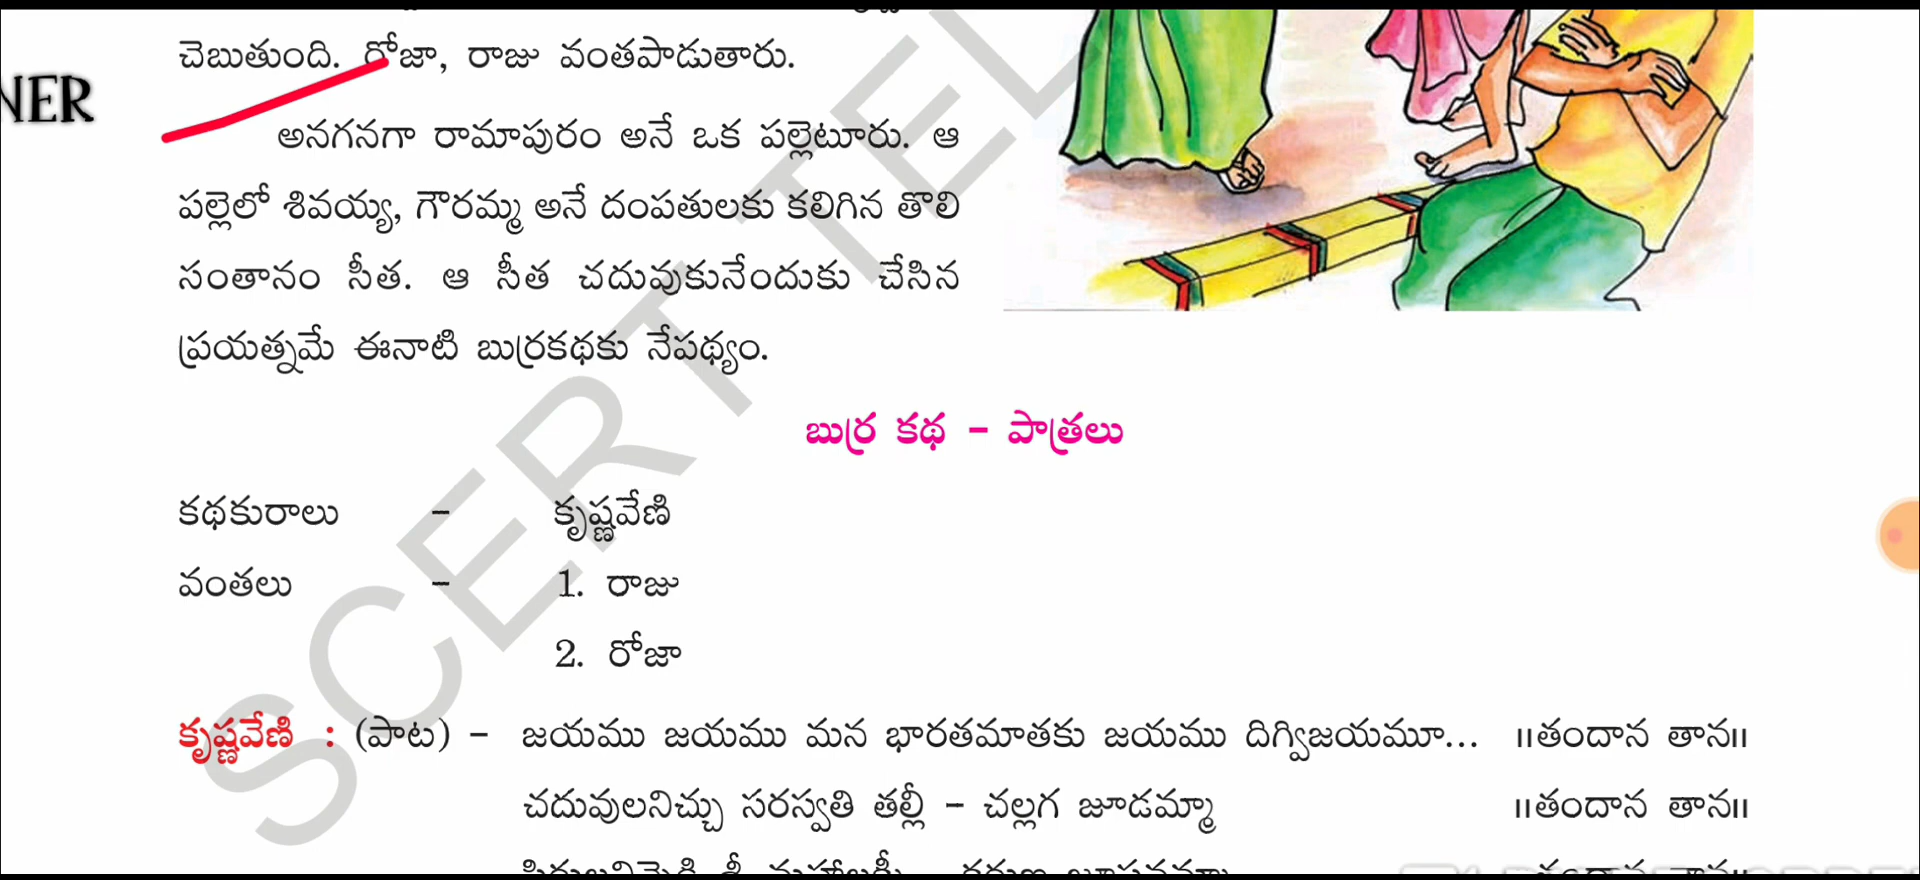 చెబుతుంది. రోజా, రాజు వంతపాడుతారు.
NER
అనగనగా రామాపురం అనే ఒక పల్లెటూరు. ఆ
పల్లెలో శివయ్య, గౌరమ్మ అనే దంపతులకు కలిగిన తొలి
సంతానం సీత. ఆ సీత చదువుకునేందుకు చేసిన
ప్రయత్నమే ఈనాటి బుర్రకథకు నేపథ్యం.
బుర్ర కథ - పాత్రలు
కథకురాలు - కృష్ణవేణి
వంతలు - 1. రాజు
2. రోజా
కృష్ణవేణి : (పాట) - జయము జయము మన భారతమాతకు జయము దిగ్విజయమూ... ॥తందాన తాన॥
చదువులనిచ్చు సరస్వతి తల్లీ - చల్లగ జూడమ్మా ॥తందాన తాన॥
SCERT TEL